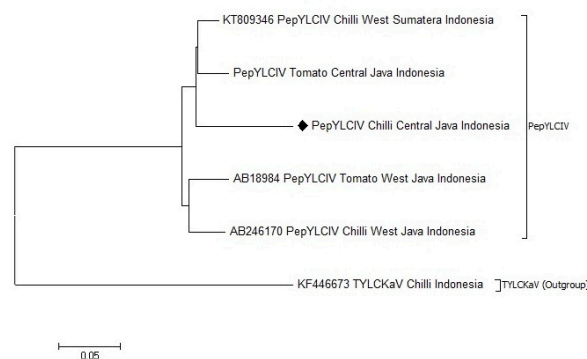 KT809346 PepYLCIV Chilli West Sumatera Indonesia
PepYLCIV Tomato Central Java Indonesia
PepYLCIV Chilli Central Java Indonesia
PepYLCIV
AB18984 PepYLCIV Tomato West Java Indonesia
AB246170 PepYLCIV Chilli West Java Indonesia
KF446673 TYLCKaV Chilli Indonesia
TYLCKaV (Outgroup)
0.05